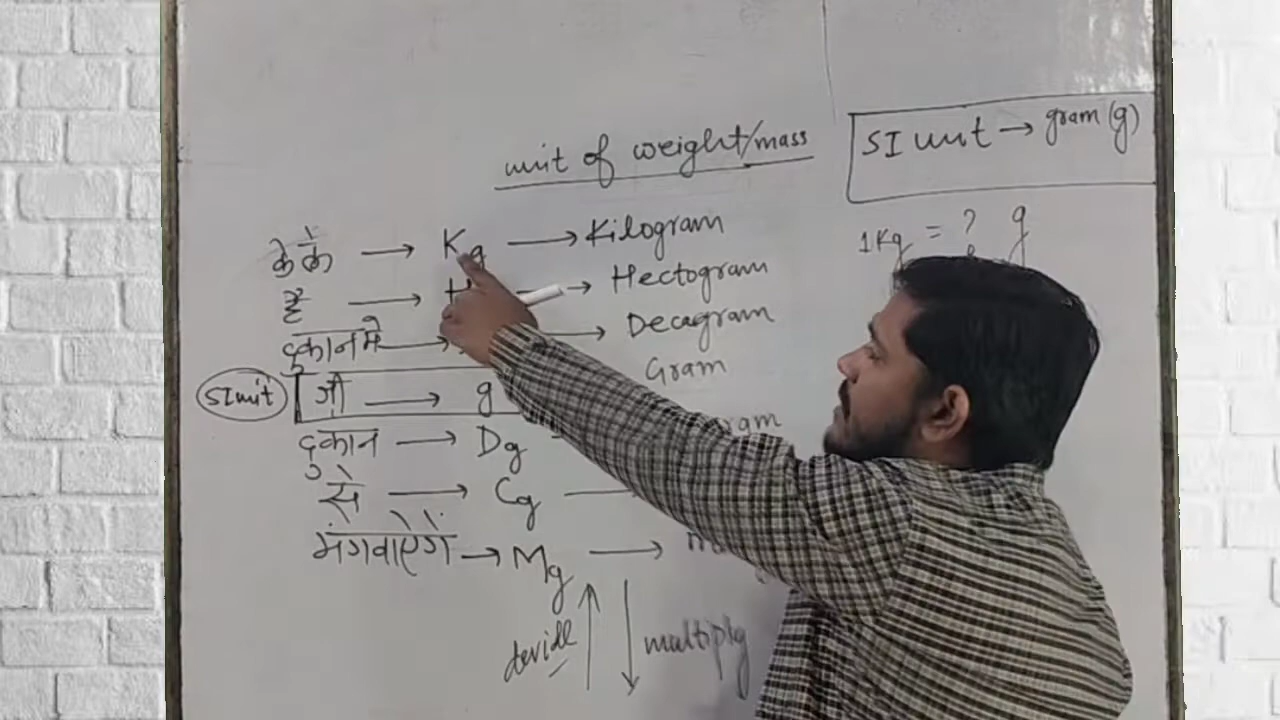 unit of weight/mass
SI unit → gram (g)
1Kg = ? g
के कें → Kg → Kilogram
→ Hectogram
दुकान में → Decagram
SI unit जी → g Gram
दुकान → Dg
से → Cg
मंगवाएंगे → Mg →
devide multiply